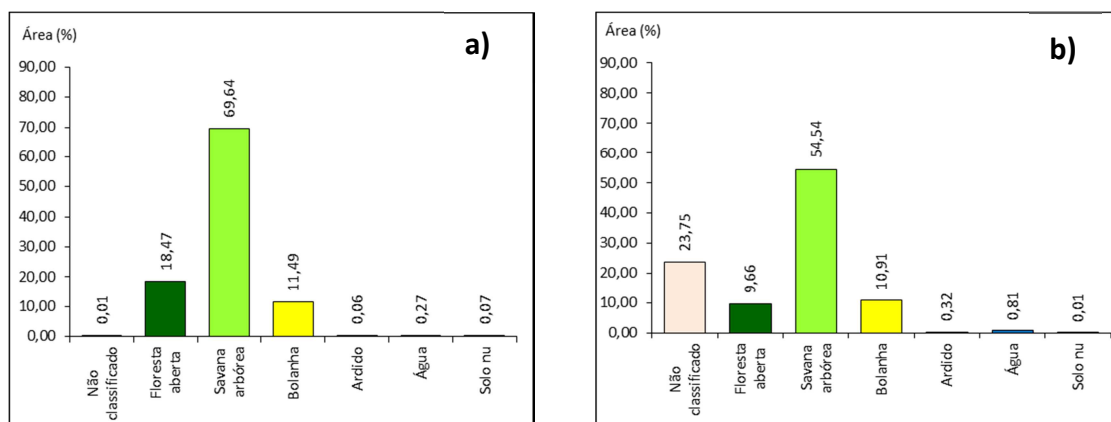 Área (%)
a)
90,00
80,00
70,00
60,00
50,00
40,00
30,00
20,00
10,00
0,00
0,01
18,47
69,64
11,49
0,06
0,27
0,07
Não
classificado
Floresta
aberta
Savana
arbórea
Bolanha
Ardido
Água
Solo nu
Área (%)
b)
90,00
80,00
70,00
60,00
50,00
40,00
30,00
20,00
10,00
0,00
23,75
9,66
54,54
10,91
0,32
0,81
0,01
Não
classificado
Floresta
aberta
Savana
arbórea
Bolanha
Ardido
Água
Solo nu